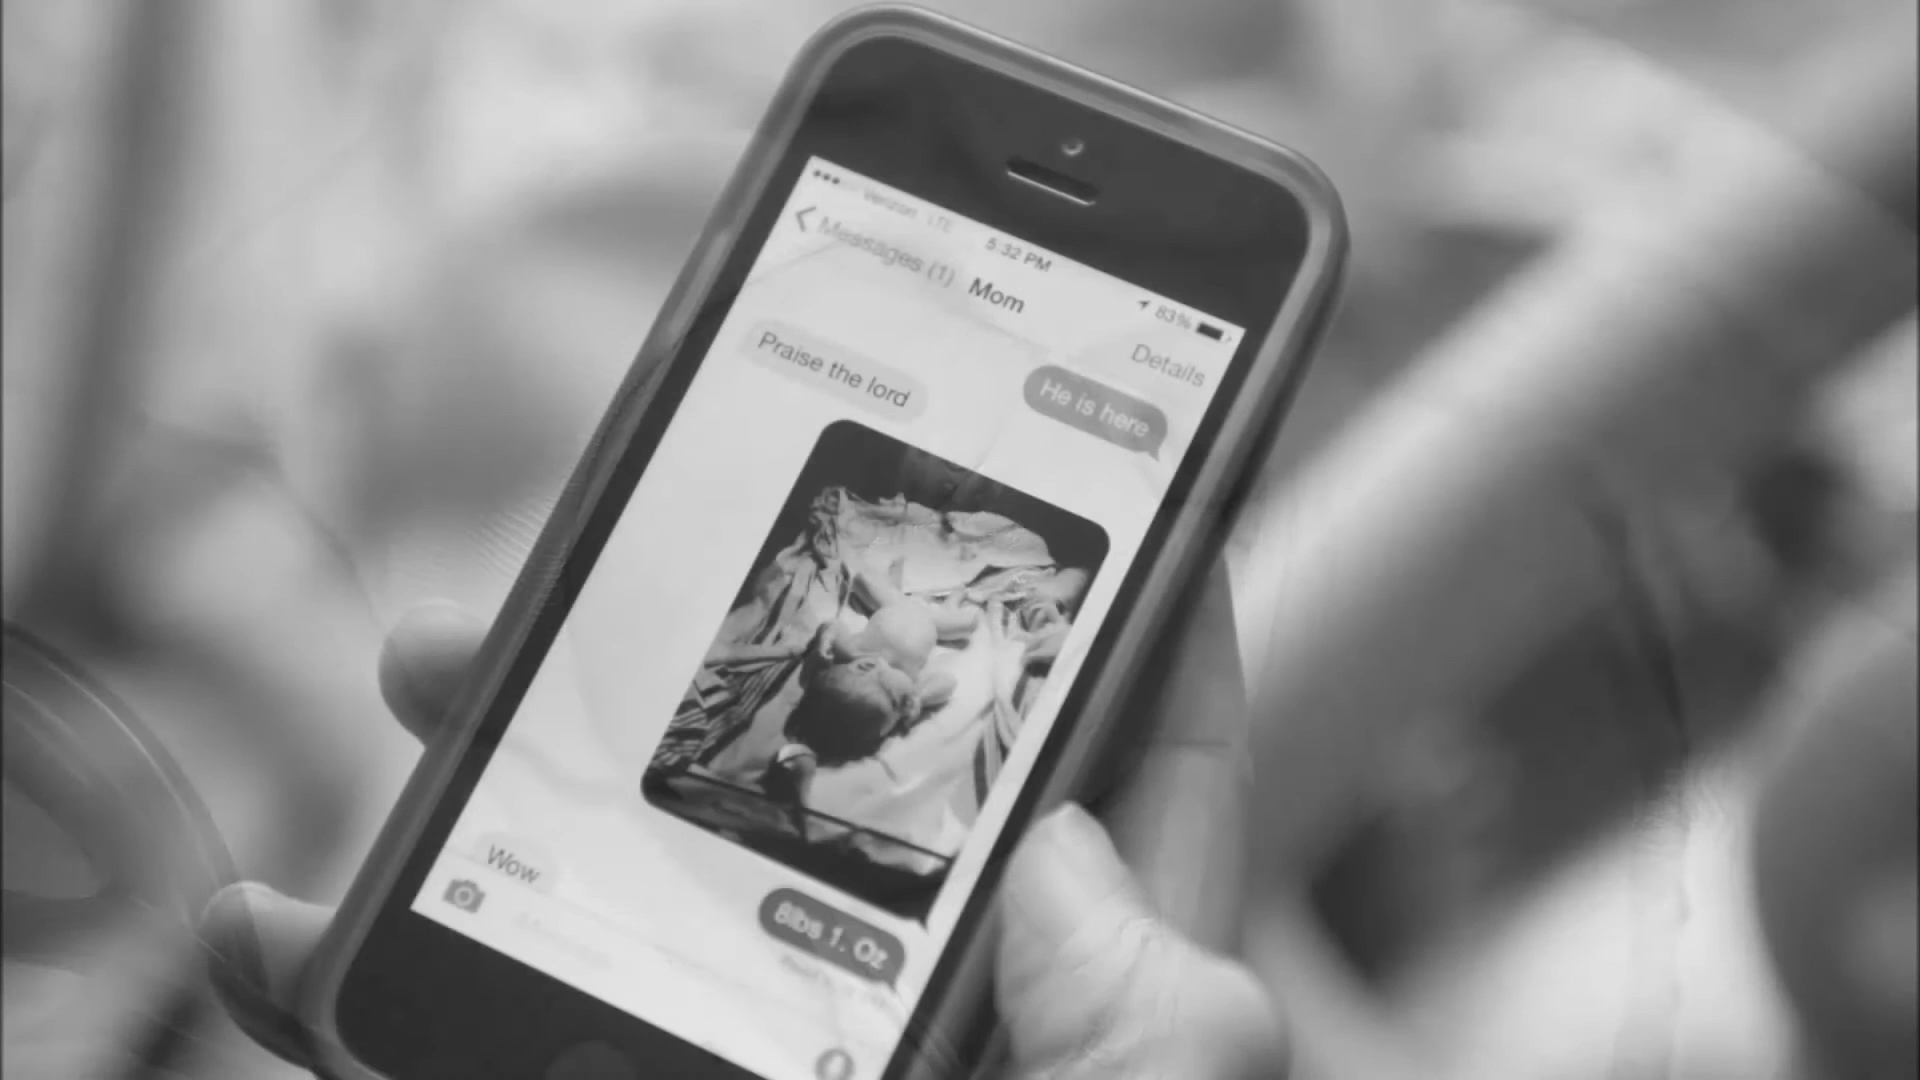 Verizon LTE
5:32 PM
83%
Messages (1)
Mom
Details
He is here
Praise the lord
8lbs 1. Oz
Wow